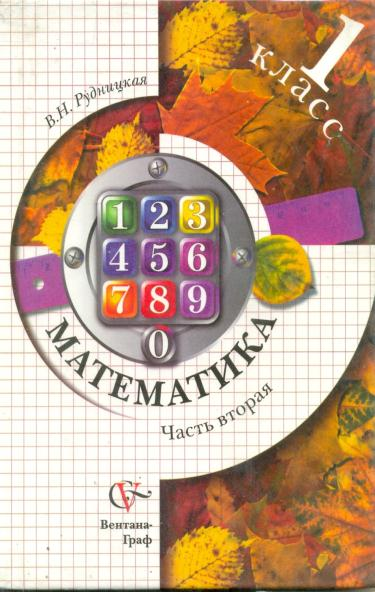 1
класс
В.Н. Рудницкая
1 2 3
4 5 6
7 8 9
0
МАТЕМАТИКА
Часть вторая
Вентана-
Граф